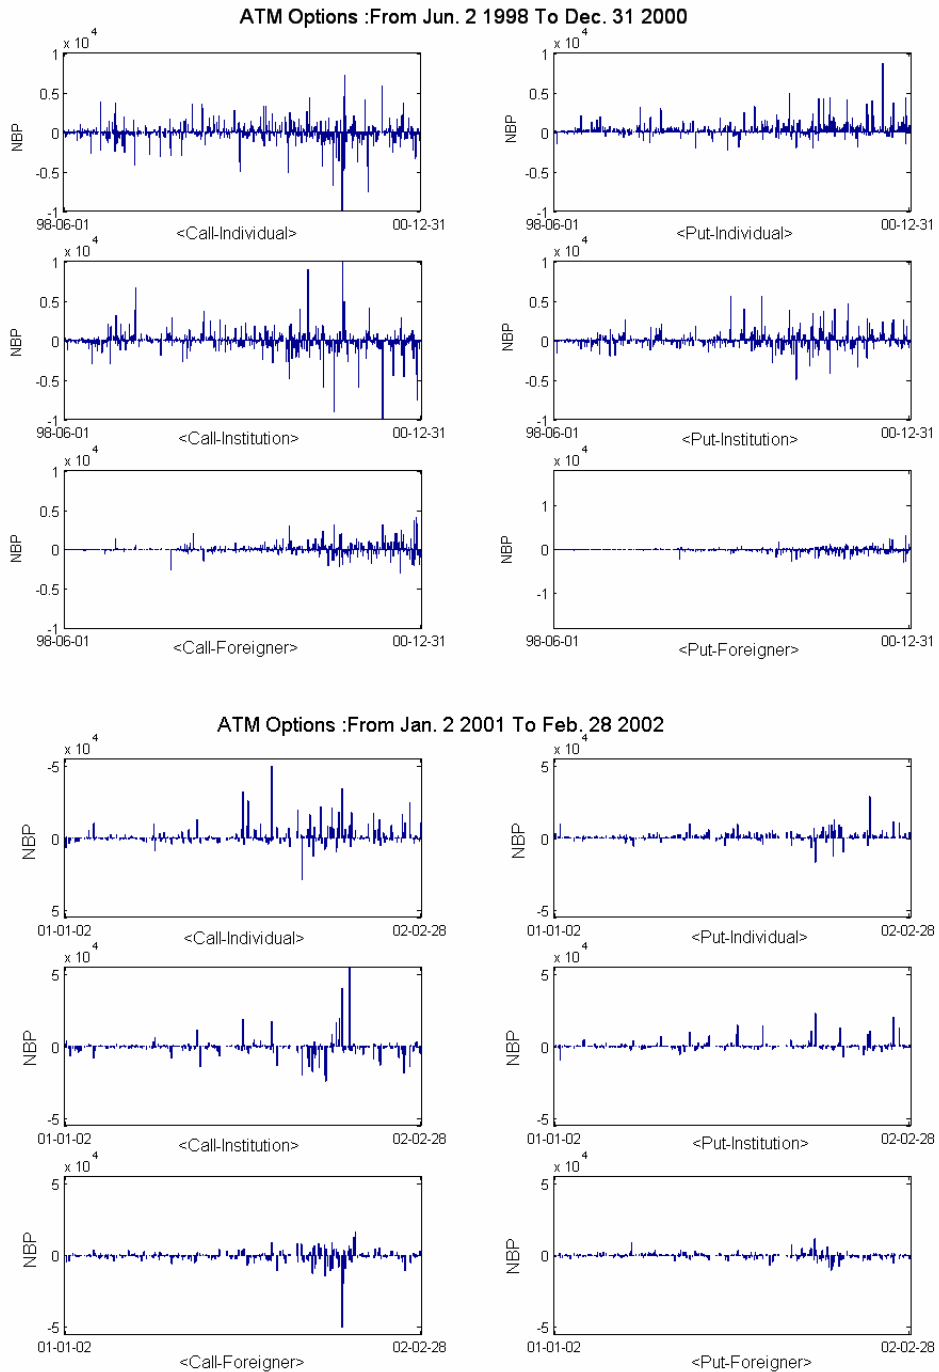 ATM Options :From Jun. 2 1998 To Dec. 31 2000
x 10 4
1
0.5
0
-0.5
-1
NBP
98-06-01
00-12-31
<Call-Individual>
x 10 4
1
0.5
0
-0.5
-1
NBP
98-06-01
00-12-31
<Put-Individual>
x 10 4
1
0.5
0
-0.5
-1
NBP
98-06-01
00-12-31
<Call-Institution>
x 10 4
1
0.5
0
-0.5
-1
NBP
98-06-01
00-12-31
<Put-Institution>
x 10 4
1
0.5
0
-0.5
-1
NBP
98-06-01
00-12-31
<Call-Foreigner>
x 10 4
1
0
-1
NBP
98-06-01
00-12-31
<Put-Foreigner>
ATM Options :From Jan. 2 2001 To Feb. 28 2002
x 10 4
-5
0
5
NBP
01-01-02
02-02-28
<Call-Individual>
x 10 4
5
0
-5
NBP
01-01-02
02-02-28
<Put-Individual>
x 10 4
5
0
-5
NBP
01-01-02
02-02-28
<Call-Institution>
x 10 4
5
0
-5
NBP
01-01-02
02-02-28
<Put-Institution>
x 10 4
5
0
-5
NBP
01-01-02
02-02-28
<Call-Foreigner>
x 10 4
5
0
-5
NBP
01-01-02
02-02-28
<Put-Foreigner>